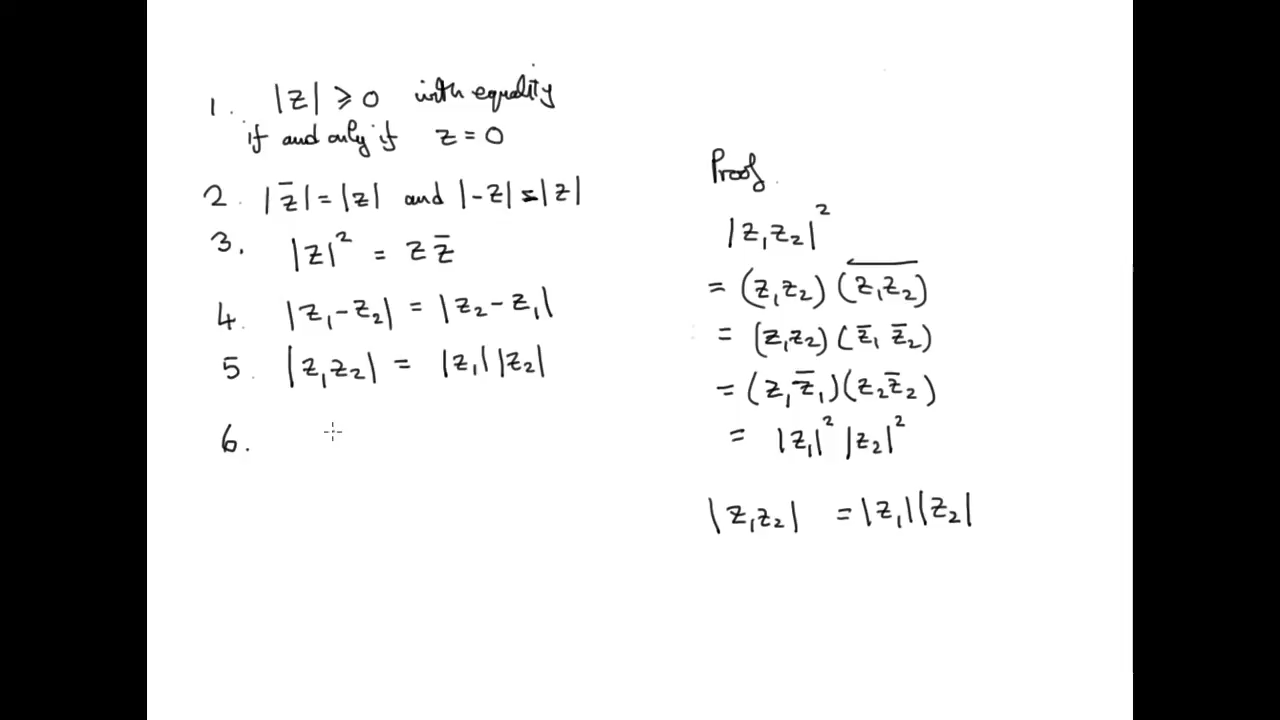 1. |z| ⩾ 0 with equality
if and only if z = 0
2. |z̄| = |z| and |-z| = |z|
3. |z|² = z z̄
4. |z₁ - z₂| = |z₂ - z₁|
5. |z₁z₂| = |z₁| |z₂|
6.
Proof.
|z₁z₂|²
= (z₁z₂) (z̅₁̅z̅₂̅)
= (z₁z₂) (z̄₁ z̄₂)
= (z₁z̄₁)(z₂z̄₂)
= |z₁|² |z₂|²
|z₁z₂| = |z₁||z₂|